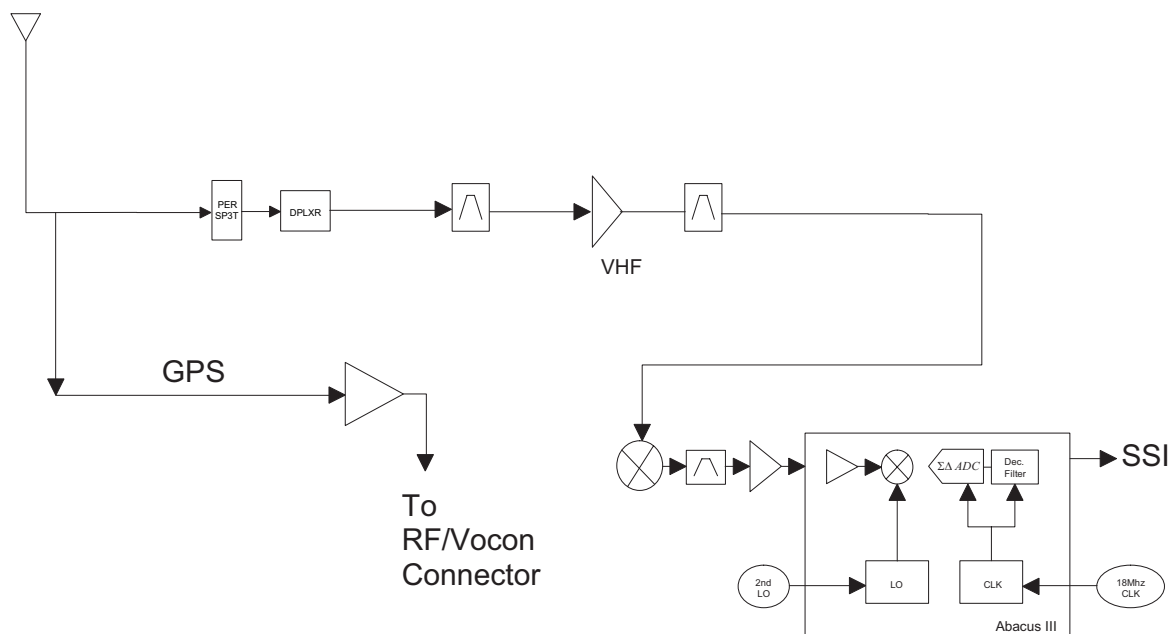 PER
SP3T
DPLXR
VHF
GPS
To
RF/Vocon
Connector
ΣΔ ADC
Dec.
Filter
SSI
2nd
LO
LO
CLK
18Mhz
CLK
Abacus III